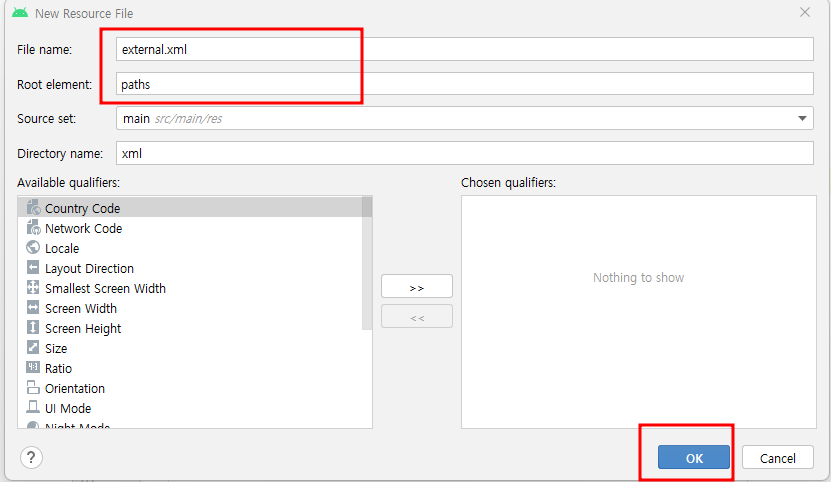 New Resource File
File name: external.xml
Root element: paths
Source set: main src/main/res
Directory name: xml
Available qualifiers:
Chosen qualifiers:
Country Code
Network Code
Locale
Layout Direction
Smallest Screen Width
Screen Width
Screen Height
Size
Ratio
Orientation
UI Mode
Night Mode
>>
<<
Nothing to show
?
OK
Cancel